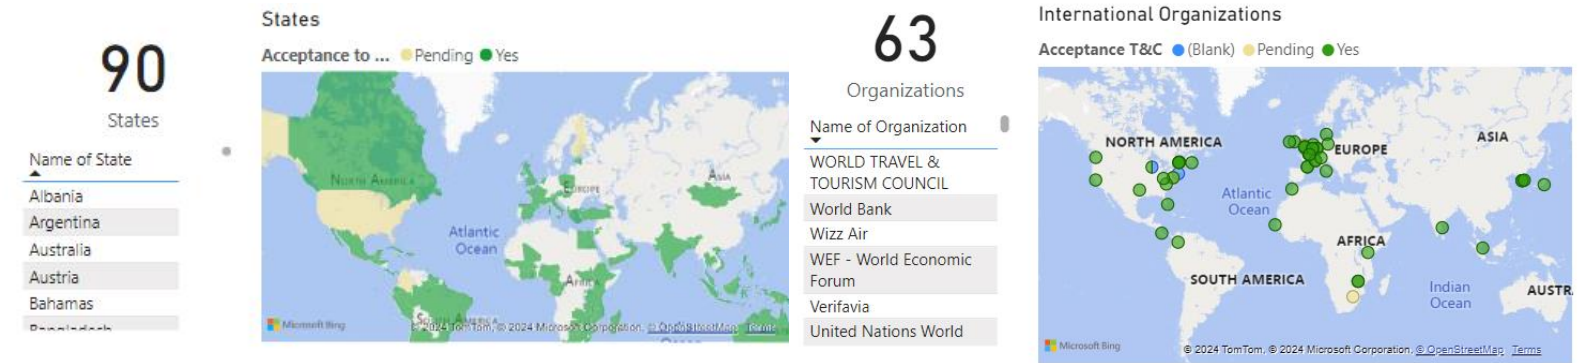 90
States
Name of State
Albania
Argentina
Australia
Austria
Bahamas
Bangladesh
States
Acceptance to ... Pending Yes
NORTH AMERICA
EUROPE
ASIA
Atlantic
Ocean
AFRICA
SOUTH AMERICA
Microsoft Bing
© 2024 TomTom, © 2024 Microsoft Corporation, © OpenStreetMap Terms
Ocean
63
Organizations
Name of Organization
WORLD TRAVEL &
TOURISM COUNCIL
World Bank
Wizz Air
WEF - World Economic
Forum
Verifavia
United Nations World
International Organizations
Acceptance T&C (Blank) Pending Yes
NORTH AMERICA
EUROPE
ASIA
Atlantic
Ocean
AFRICA
SOUTH AMERICA
Indian
Ocean
AUSTR
Microsoft Bing
© 2024 TomTom, © 2024 Microsoft Corporation, © OpenStreetMap Terms